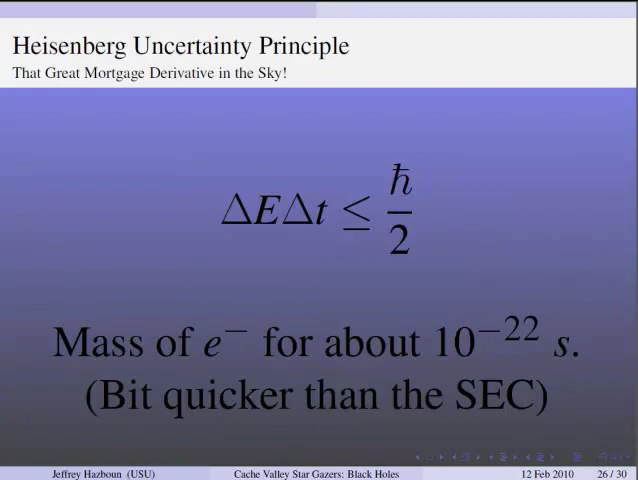 Heisenberg Uncertainty Principle
That Great Mortgage Derivative in the Sky!
ΔEΔt ≤ ħ/2
Mass of e⁻ for about 10⁻²² s.
(Bit quicker than the SEC)
Jeffrey Hazboun (USU) Cache Valley Star Gazers: Black Holes 12 Feb 2010 26 / 30